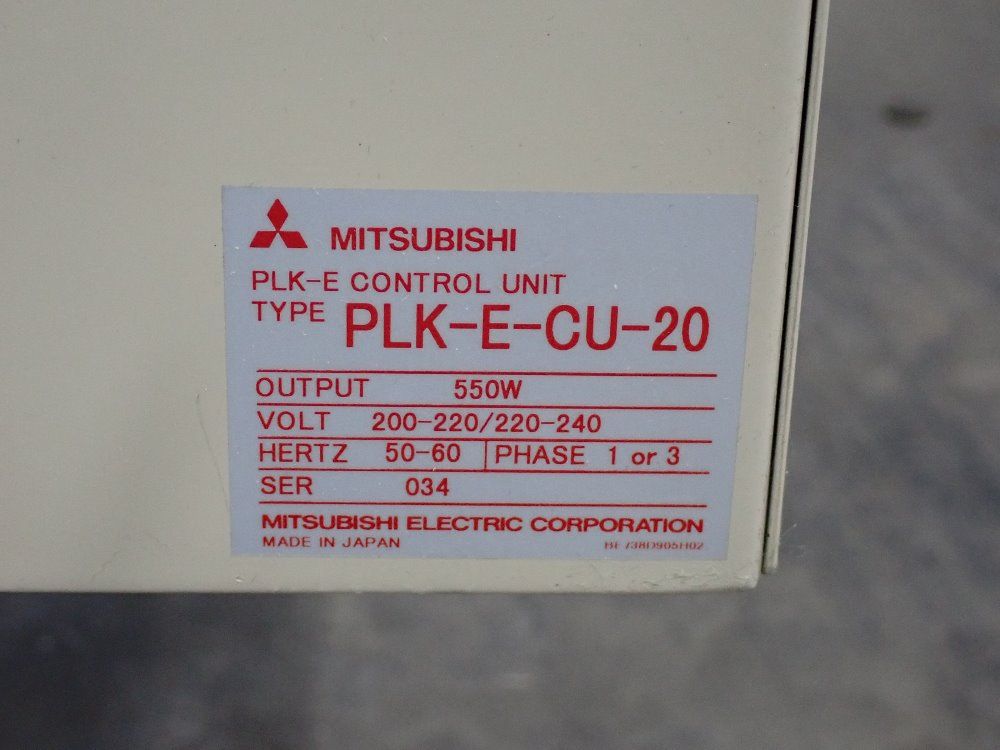 MITSUBISHI
PLK-E CONTROL UNIT
TYPE PLK-E-CU-20
OUTPUT 550W
VOLT 200-220/220-240
HERTZ 50-60 PHASE 1 or 3
SER 034
MITSUBISHI ELECTRIC CORPORATION
MADE IN JAPAN